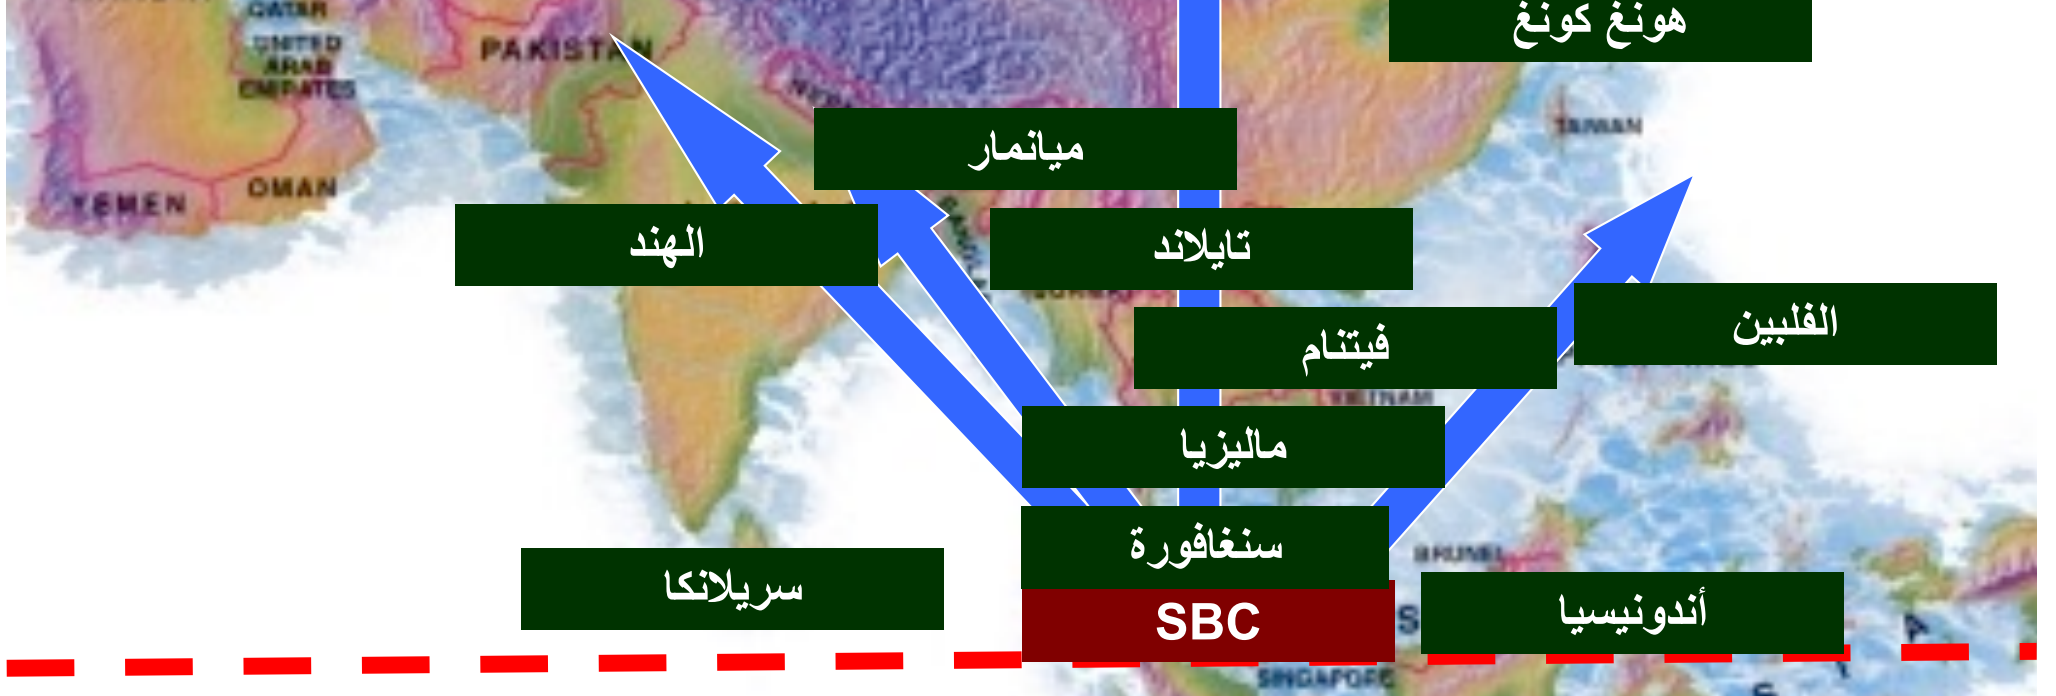 QATAR
هونغ كونغ
UNITED
ARAB
EMIRATES
PAKISTAN
TAIWAN
ميانمار
YEMEN
OMAN
الهند
تايلاند
الفلبين
فيتنام
VIETNAM
ماليزيا
سنغافورة
BRUNEI
سريلانكا
أندونيسيا
SBC
SINGAPORE